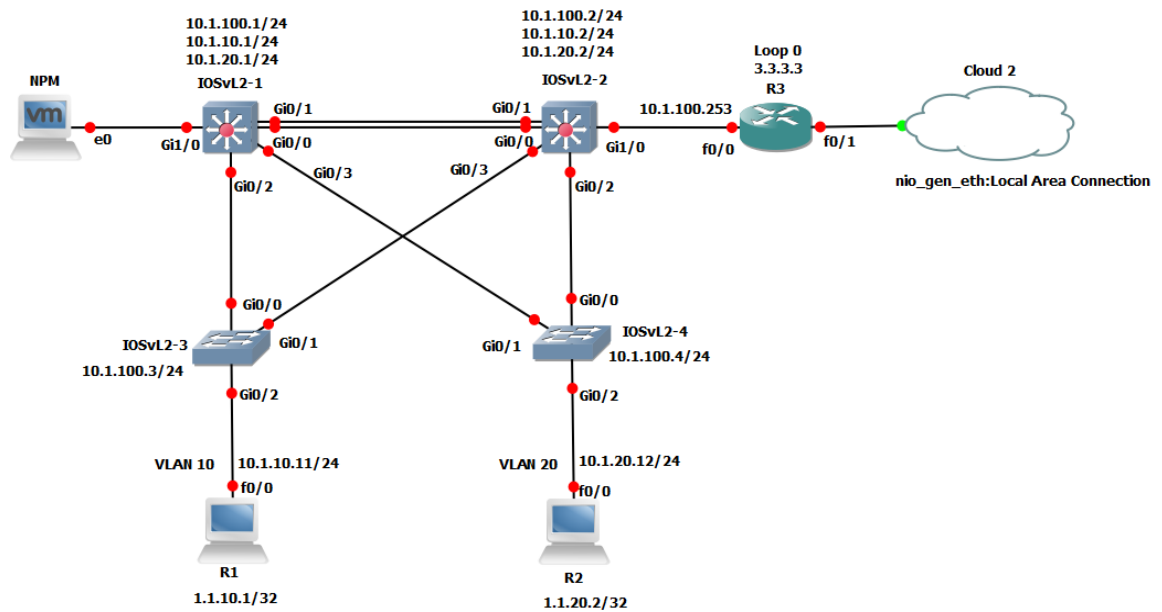 10.1.100.1/24
10.1.10.1/24
10.1.20.1/24
10.1.100.2/24
10.1.10.2/24
10.1.20.2/24
Loop 0
3.3.3.3
R3
NPM
IOSvL2-1
IOSvL2-2
Cloud 2
vm
e0
Gi1/0
Gi0/1
Gi0/0
Gi0/1
Gi0/0
Gi1/0
10.1.100.253
f0/0
f0/1
nio_gen_eth:Local Area Connection
Gi0/2
Gi0/3
Gi0/3
Gi0/2
Gi0/0
Gi0/0
IOSvL2-3
Gi0/1
10.1.100.3/24
Gi0/1
IOSvL2-4
10.1.100.4/24
Gi0/2
Gi0/2
VLAN 10
10.1.10.11/24
f0/0
VLAN 20
10.1.20.12/24
f0/0
R1
1.1.10.1/32
R2
1.1.20.2/32